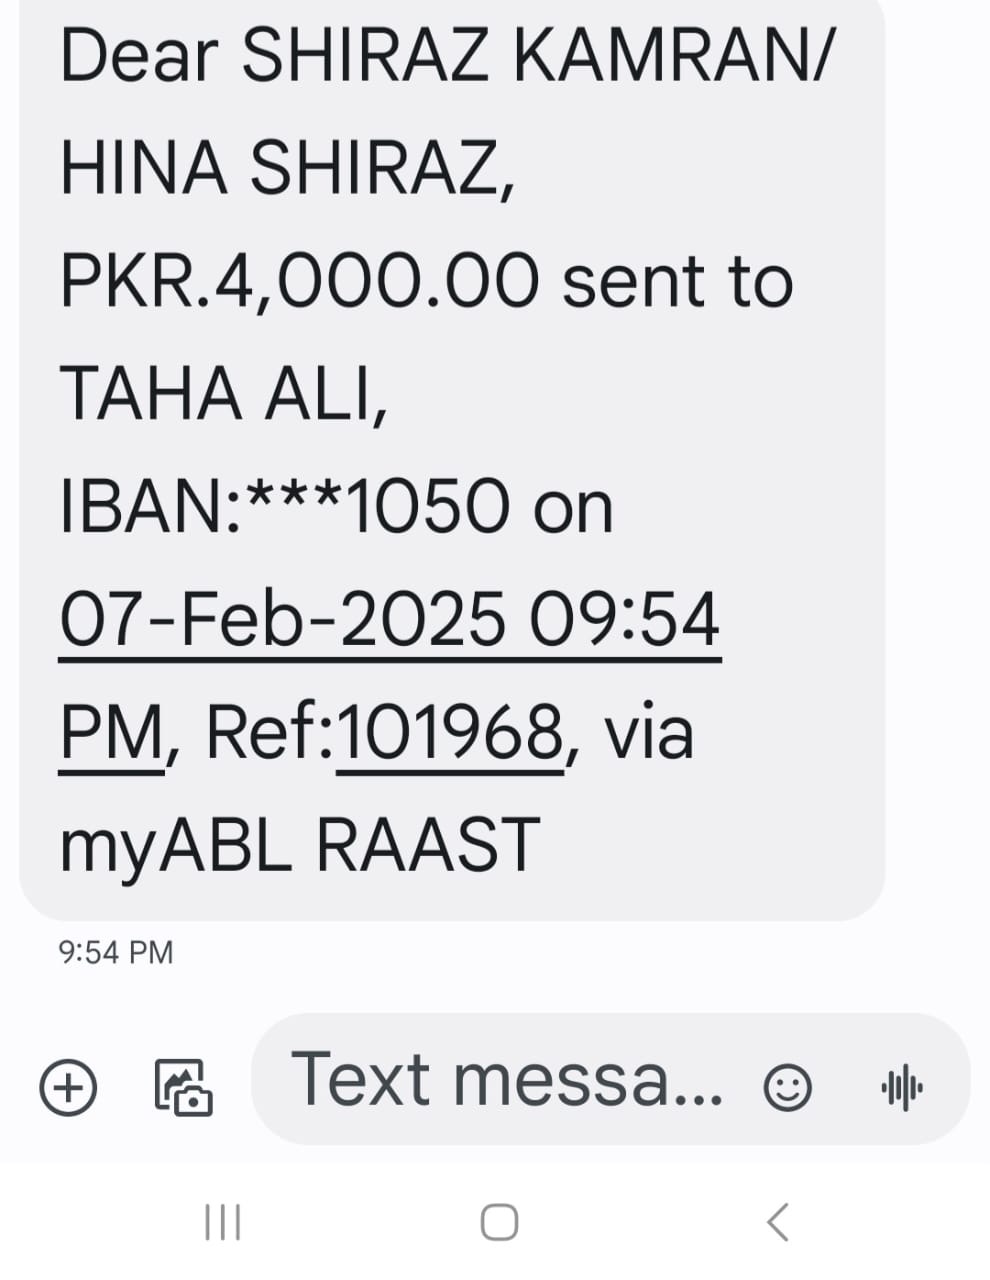 Dear SHIRAZ KAMRAN/
HINA SHIRAZ,
PKR.4,000.00 sent to
TAHA ALI,
IBAN:***1050 on
07-Feb-2025 09:54
PM, Ref:101968, via
myABL RAAST
9:54 PM
Text messa...